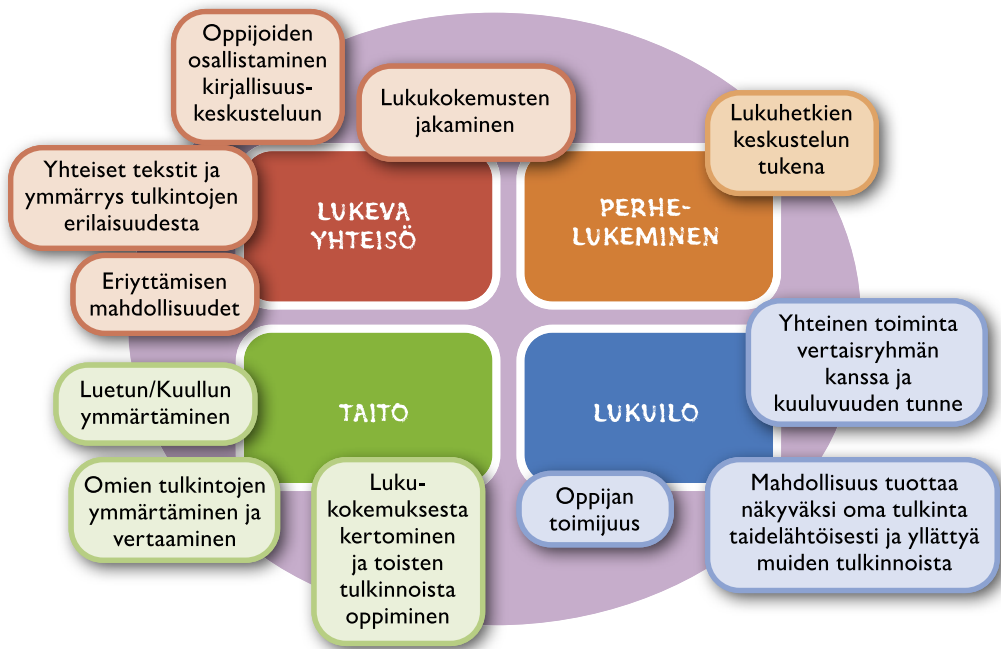 Oppijoiden
osallistaminen
kirjallisuus-
keskusteluun
Lukukokemusten
jakaminen
Yhteiset tekstit ja
ymmärrys tulkintojen
erilaisuudesta
Eriyttämisen
mahdollisuudet
LUKEVA
YHTEISÖ
Lukuhetkien
keskustelun
tukena
PERHE-
LUKEMINEN
Luetun/Kuullun
ymmärtäminen
Omien tulkintojen
ymmärtäminen ja
vertaaminen
Luku-
kokemuksesta
kertominen
ja toisten
tulkinnoista
oppiminen
TAITO
LUKUILO
Yhteinen toiminta
vertaisryhmän
kanssa ja
kuuluvuuden tunne
Oppijan
toimijuus
Mahdollisuus tuottaa
näkyväksi oma tulkinta
taidelähtöisesti ja yllättyä
muiden tulkinnoista